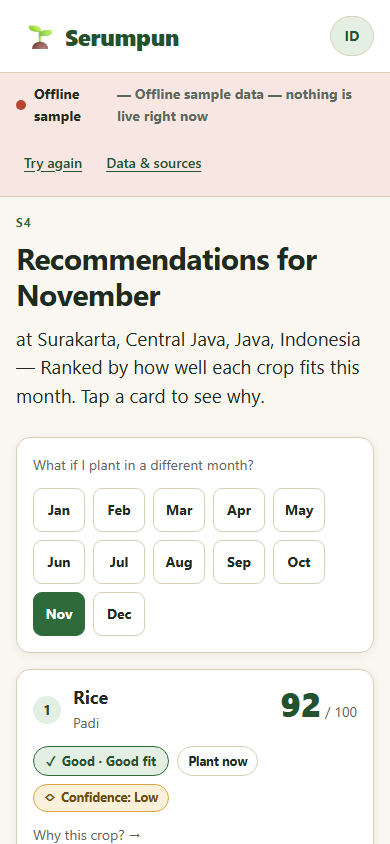 Serumpun
ID
Offline
sample
— Offline sample data — nothing is
live right now
Try again
Data & sources
S4
Recommendations for
November
at Surakarta, Central Java, Java, Indonesia
— Ranked by how well each crop fits this
month. Tap a card to see why.
What if I plant in a different month?
Jan Feb Mar Apr May
Jun Jul Aug Sep Oct
Nov Dec
1 Rice 92 / 100
Padi
✓ Good · Good fit
Plant now
Confidence: Low
Why this crop? →